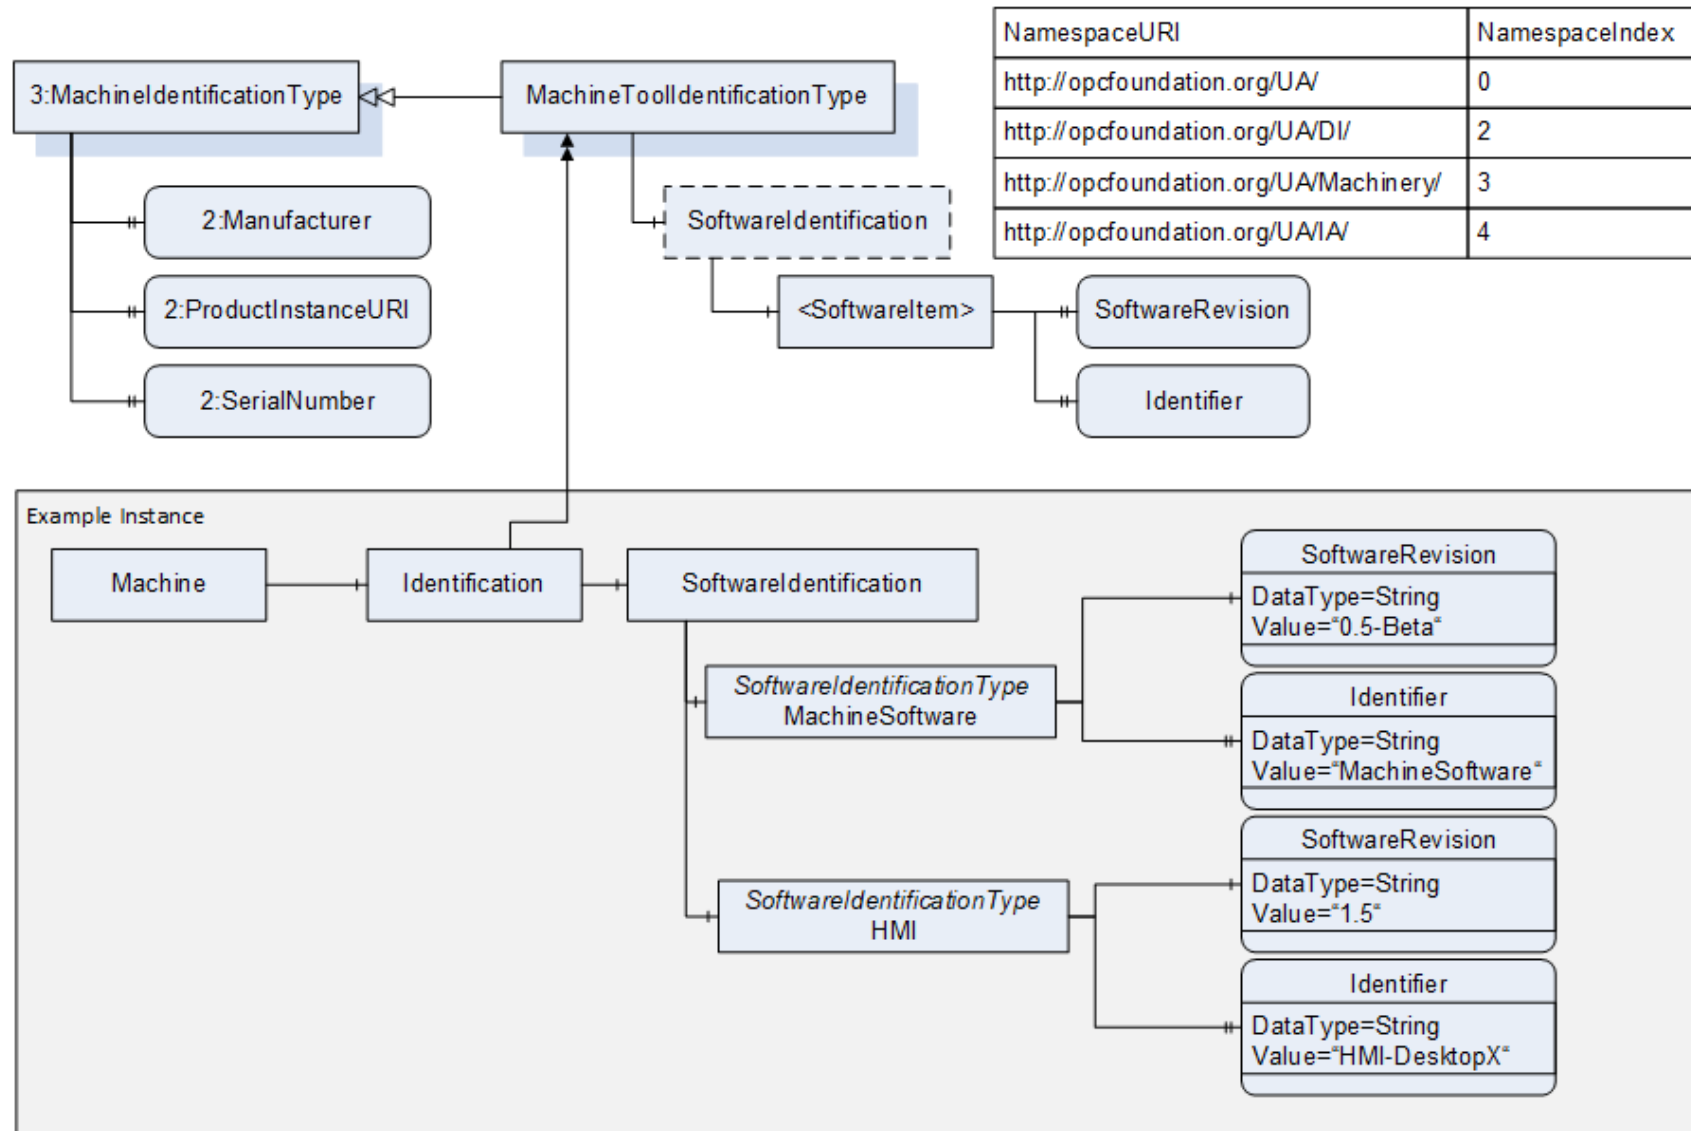 NamespaceURI NamespaceIndex
http://opcfoundation.org/UA/ 0
http://opcfoundation.org/UA/DI/ 2
http://opcfoundation.org/UA/Machinery/ 3
http://opcfoundation.org/UA/IA/ 4
3:MachineIdentificationType
MachineToolIdentificationType
2:Manufacturer
2:ProductInstanceURI
2:SerialNumber
SoftwareIdentification
<SoftwareItem>
SoftwareRevision
Identifier
Example Instance
Machine
Identification
SoftwareIdentification
SoftwareIdentificationType
MachineSoftware
SoftwareRevision
DataType=String
Value=“0.5-Beta“
Identifier
DataType=String
Value=“MachineSoftware“
SoftwareIdentificationType
HMI
SoftwareRevision
DataType=String
Value=“1.5“
Identifier
DataType=String
Value=“HMI-DesktopX“